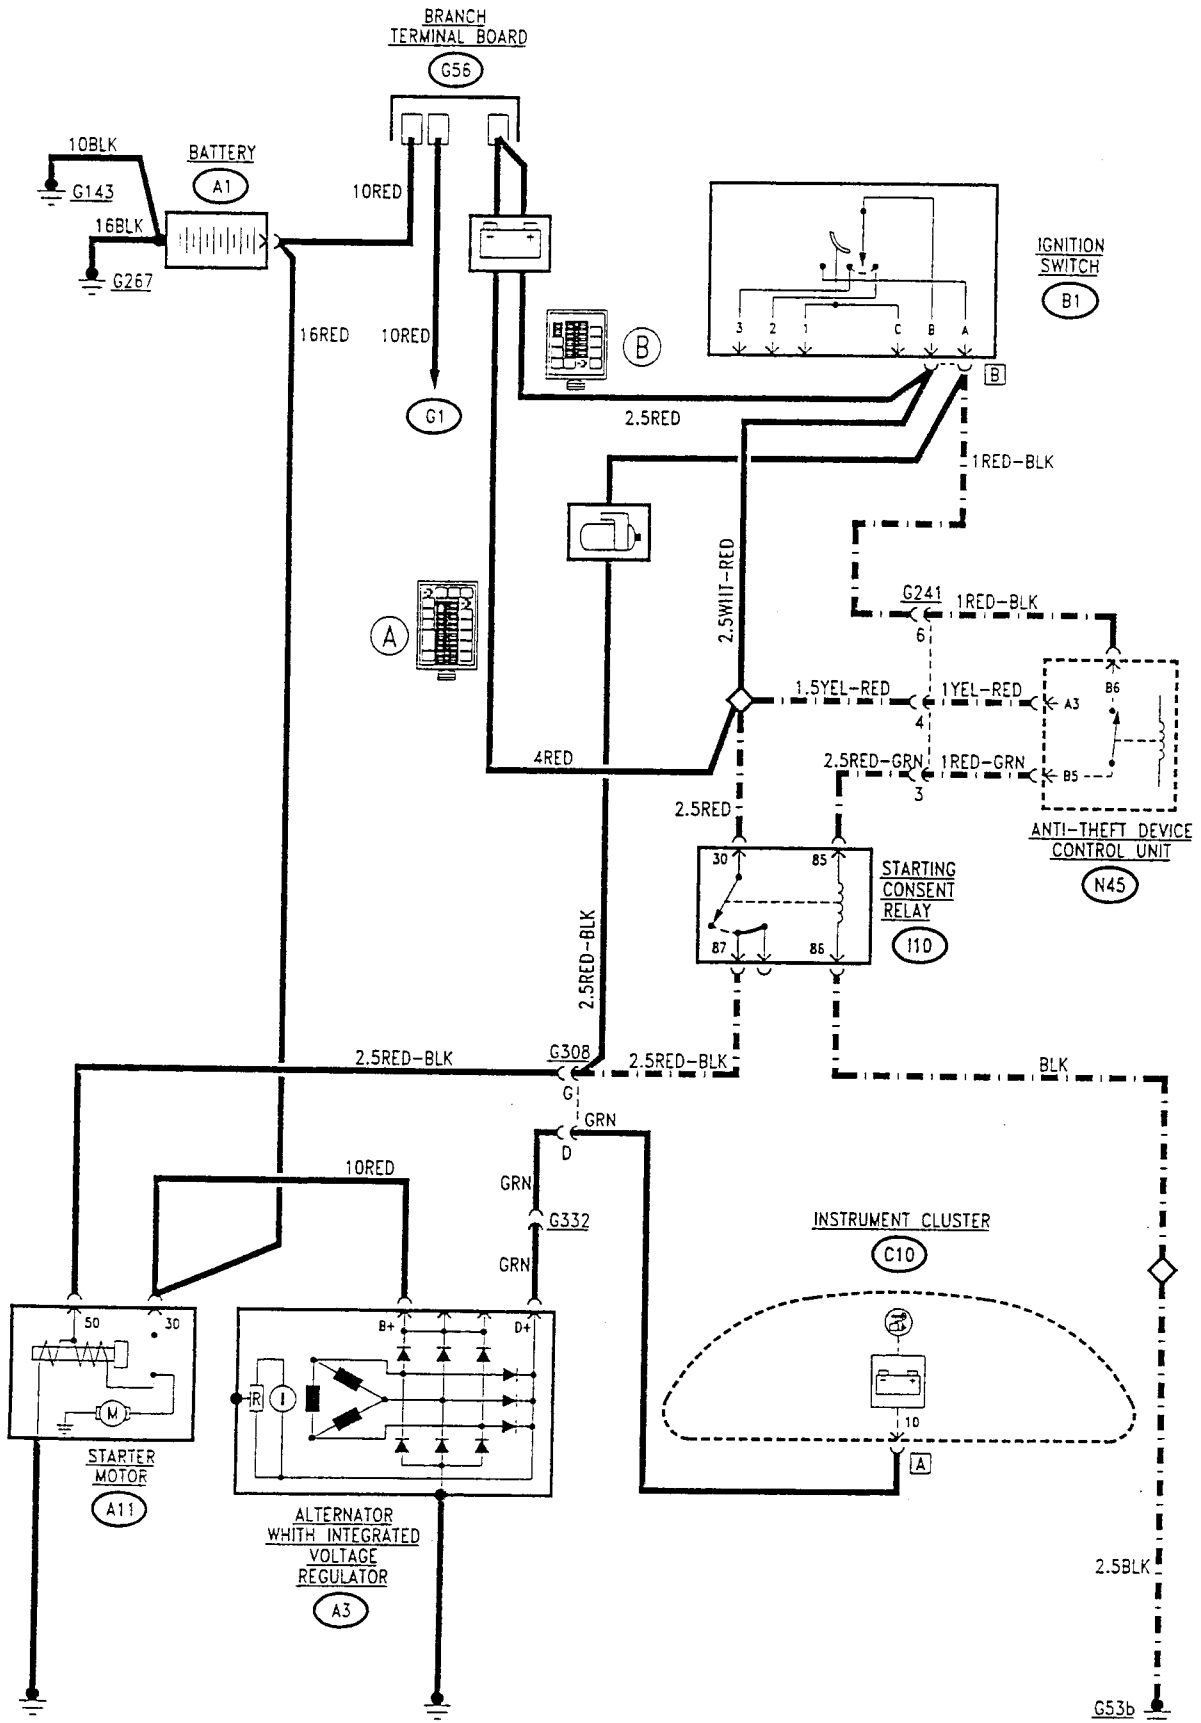 BRANCH
TERMINAL BOARD
G56
10BLK
BATTERY
A1
G143
10RED
16BLK
G267
IGNITION
SWITCH
B1
3 2 1 C B A
16RED
10RED
B
B
G1
2.5RED
1RED-BLK
2.5WHT-RED
G241
1RED-BLK
6
A
1.5YEL-RED
1YEL-RED
A3
B6
4
4RED
2.5RED-GRN
1RED-GRN
B5
3
2.5RED
ANTI-THEFT DEVICE
CONTROL UNIT
N45
30
85
STARTING
CONSENT
RELAY
I10
87
86
2.5RED-BLK
2.5RED-BLK
G308
2.5RED-BLK
BLK
G
GRN
D
10RED
GRN
G332
GRN
INSTRUMENT CLUSTER
C10
50
30
B+
D+
R
I
M
10
A
STARTER
MOTOR
A11
ALTERNATOR
WHITH INTEGRATED
VOLTAGE
REGULATOR
A3
2.5BLK
G53b